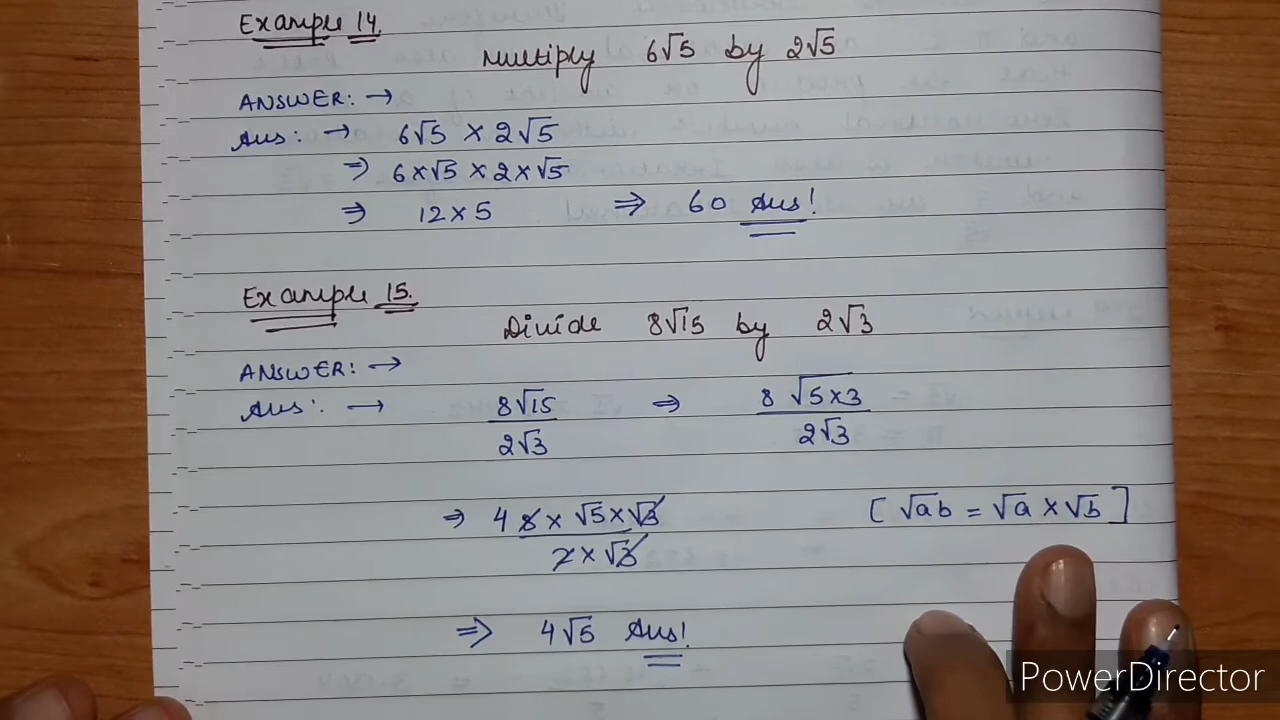 Example 14.
Multiply 6√5 by 2√5
ANSWER: →
Ans: → 6√5 × 2√5
⇒ 6×√5 × 2×√5
⇒ 12 × 5 ⇒ 60 Ans!
Example 15.
Divide 8√15 by 2√3
ANSWER: →
Ans: → 8√15 / 2√3 ⇒ 8√5×3 / 2√3
⇒ 4 8 × √5 × √3 / 2 × √3 [√ab = √a × √b]
⇒ 4√5 Ans!
PowerDirector